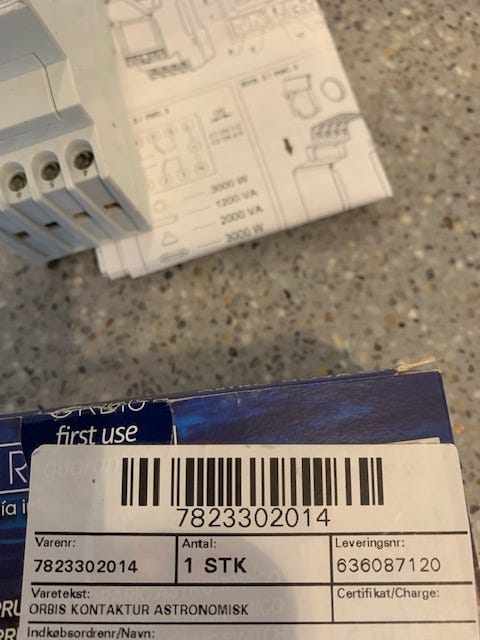 3000 W
1200 VA
2000 VA
3000 W
first use
7823302014
Varenr: Antal: Leveringsnr:
7823302014 1 STK 636087120
Varetekst: Certifikat/Charge:
ORBIS KONTAKTUR ASTRONOMISK
Indkøbsordrenr/Navn: